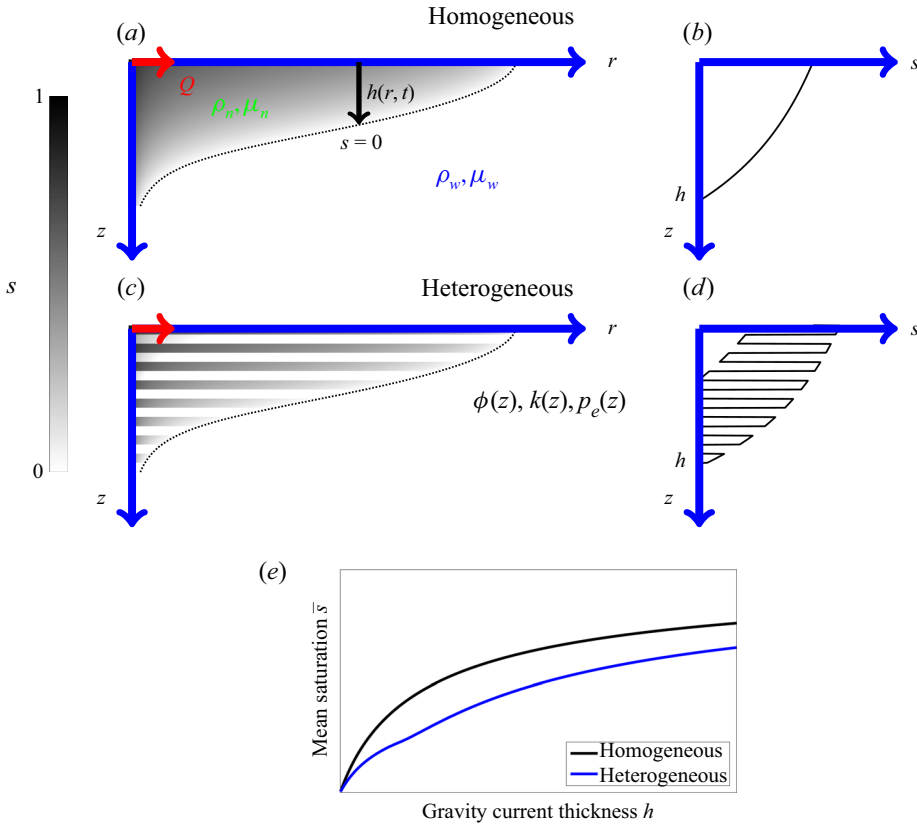 Homogeneous
(a)
(b)
r
s
Q
h(r, t)
1
ρn, μn
s = 0
ρw, μw
h
z
z
s
(c)
Heterogeneous
(d)
r
s
ϕ(z), k(z), pe(z)
h
0
z
z
(e)
Mean saturation s̅
Homogeneous
Heterogeneous
Gravity current thickness h